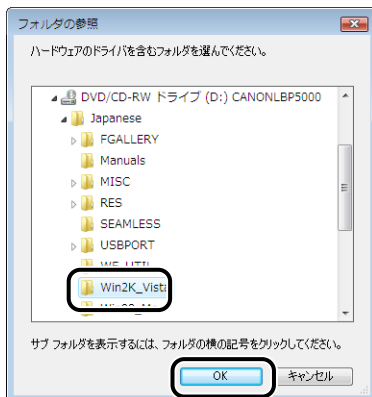 フォルダの参照
ハードウェアのドライバを含むフォルダを選んでください。
DVD/CD-RW ドライブ (D:) CANONLBP5000
Japanese
FGALLERY
Manuals
MISC
RES
SEAMLESS
USBPORT
Win2K_Vista
サブ フォルダを表示するには、フォルダの横の記号をクリックしてください。
OK キャンセル